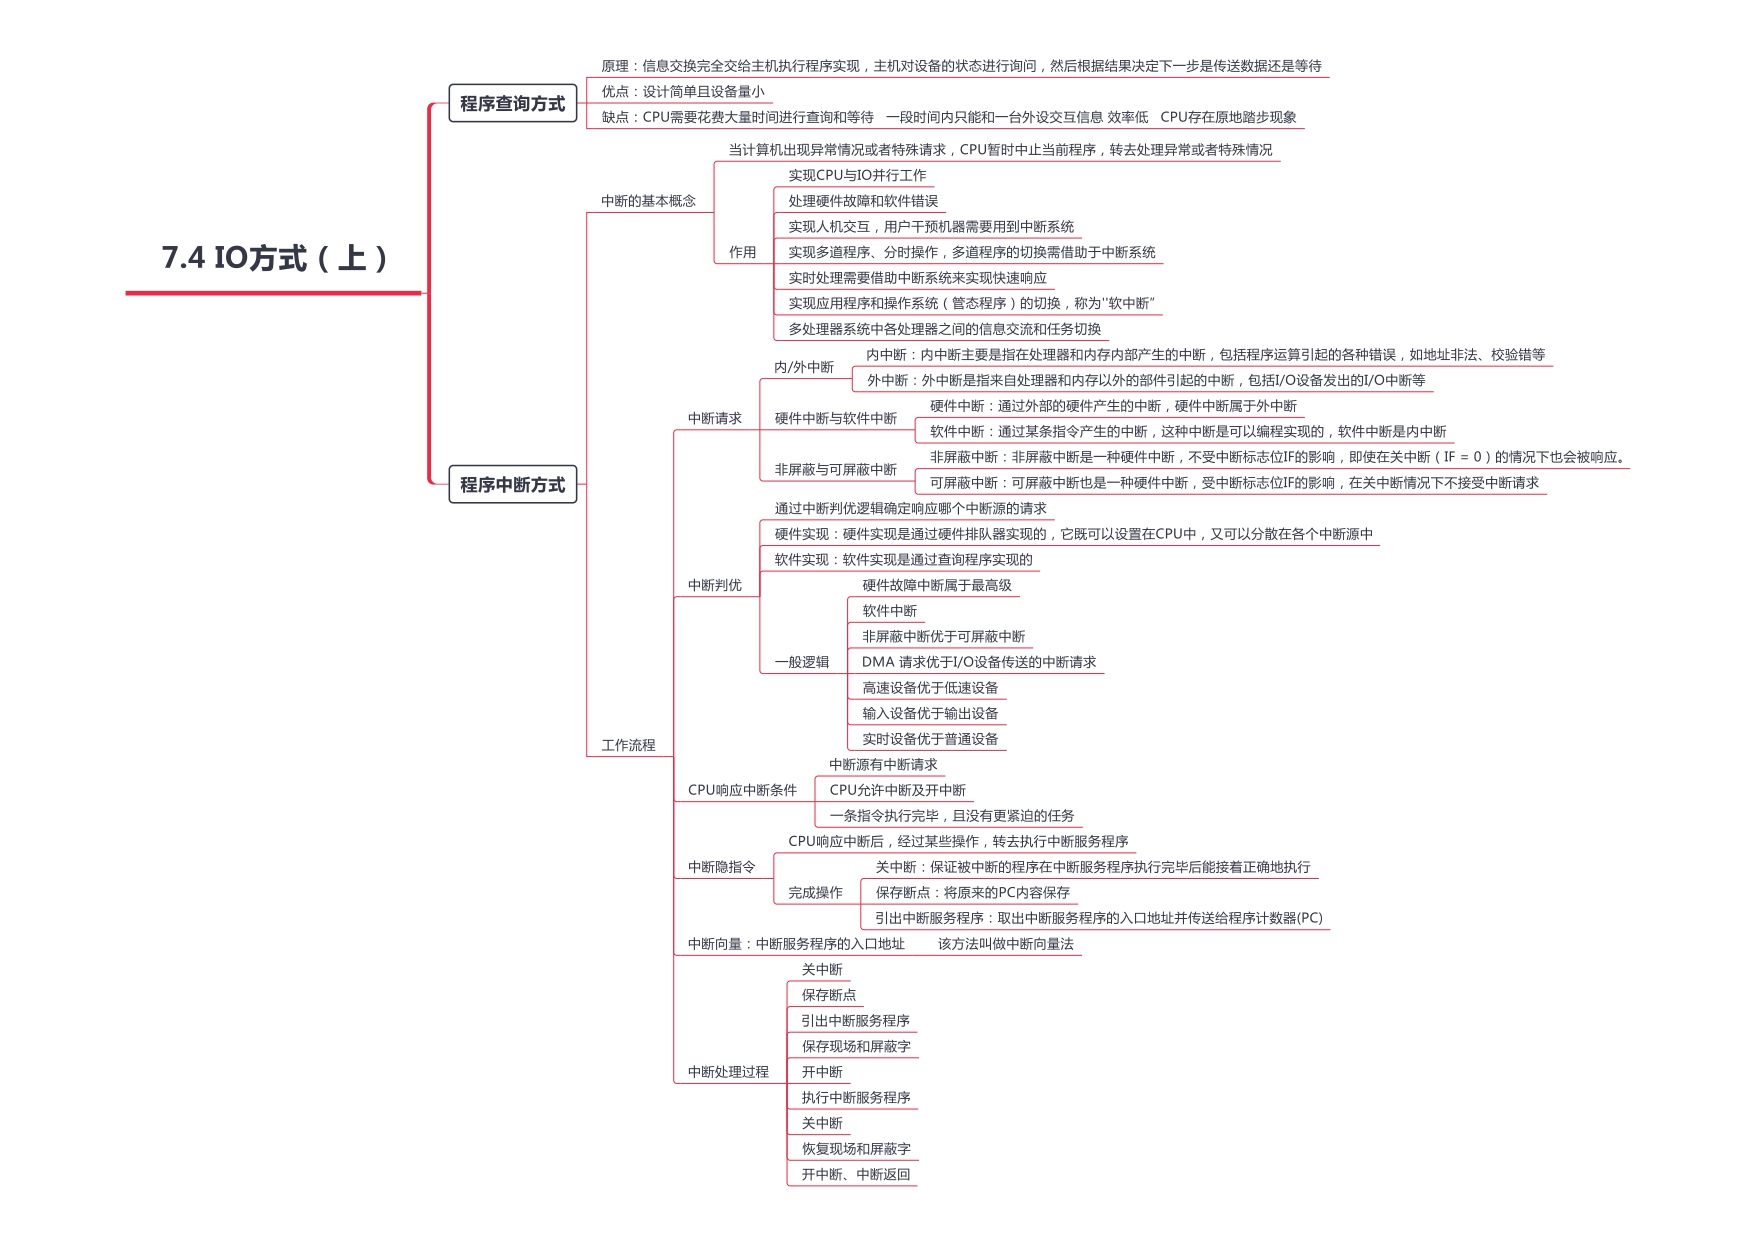 7.4 IO方式（上）
程序查询方式
原理：信息交换完全交给主机执行程序实现，主机对设备的状态进行询问，然后根据结果决定下一步是传送数据还是等待
优点：设计简单且设备量小
缺点：CPU需要花费大量时间进行查询和等待 一段时间内只能和一台外设交互信息 效率低 CPU存在原地踏步现象
程序中断方式
中断的基本概念
当计算机出现异常情况或者特殊请求，CPU暂时中止当前程序，转去处理异常或者特殊情况
作用
实现CPU与IO并行工作
处理硬件故障和软件错误
实现人机交互，用户干预机器需要用到中断系统
实现多道程序、分时操作，多道程序的切换需借助于中断系统
实时处理需要借助中断系统来实现快速响应
实现应用程序和操作系统（管态程序）的切换，称为''软中断”
多处理器系统中各处理器之间的信息交流和任务切换
工作流程
中断请求
内/外中断
内中断：内中断主要是指在处理器和内存内部产生的中断，包括程序运算引起的各种错误，如地址非法、校验错等
外中断：外中断是指来自处理器和内存以外的部件引起的中断，包括I/O设备发出的I/O中断等
硬件中断与软件中断
硬件中断：通过外部的硬件产生的中断，硬件中断属于外中断
软件中断：通过某条指令产生的中断，这种中断是可以编程实现的，软件中断是内中断
非屏蔽与可屏蔽中断
非屏蔽中断：非屏蔽中断是一种硬件中断，不受中断标志位IF的影响，即使在关中断（IF = 0）的情况下也会被响应。
可屏蔽中断：可屏蔽中断也是一种硬件中断，受中断标志位IF的影响，在关中断情况下不接受中断请求
中断判优
通过中断判优逻辑确定响应哪个中断源的请求
硬件实现：硬件实现是通过硬件排队器实现的，它既可以设置在CPU中，又可以分散在各个中断源中
软件实现：软件实现是通过查询程序实现的
一般逻辑
硬件故障中断属于最高级
软件中断
非屏蔽中断优于可屏蔽中断
DMA 请求优于I/O设备传送的中断请求
高速设备优于低速设备
输入设备优于输出设备
实时设备优于普通设备
CPU响应中断条件
中断源有中断请求
CPU允许中断及开中断
一条指令执行完毕，且没有更紧迫的任务
中断隐指令
CPU响应中断后，经过某些操作，转去执行中断服务程序
完成操作
关中断：保证被中断的程序在中断服务程序执行完毕后能接着正确地执行
保存断点：将原来的PC内容保存
引出中断服务程序：取出中断服务程序的入口地址并传送给程序计数器(PC)
中断向量：中断服务程序的入口地址 该方法叫做中断向量法
中断处理过程
关中断
保存断点
引出中断服务程序
保存现场和屏蔽字
开中断
执行中断服务程序
关中断
恢复现场和屏蔽字
开中断、中断返回